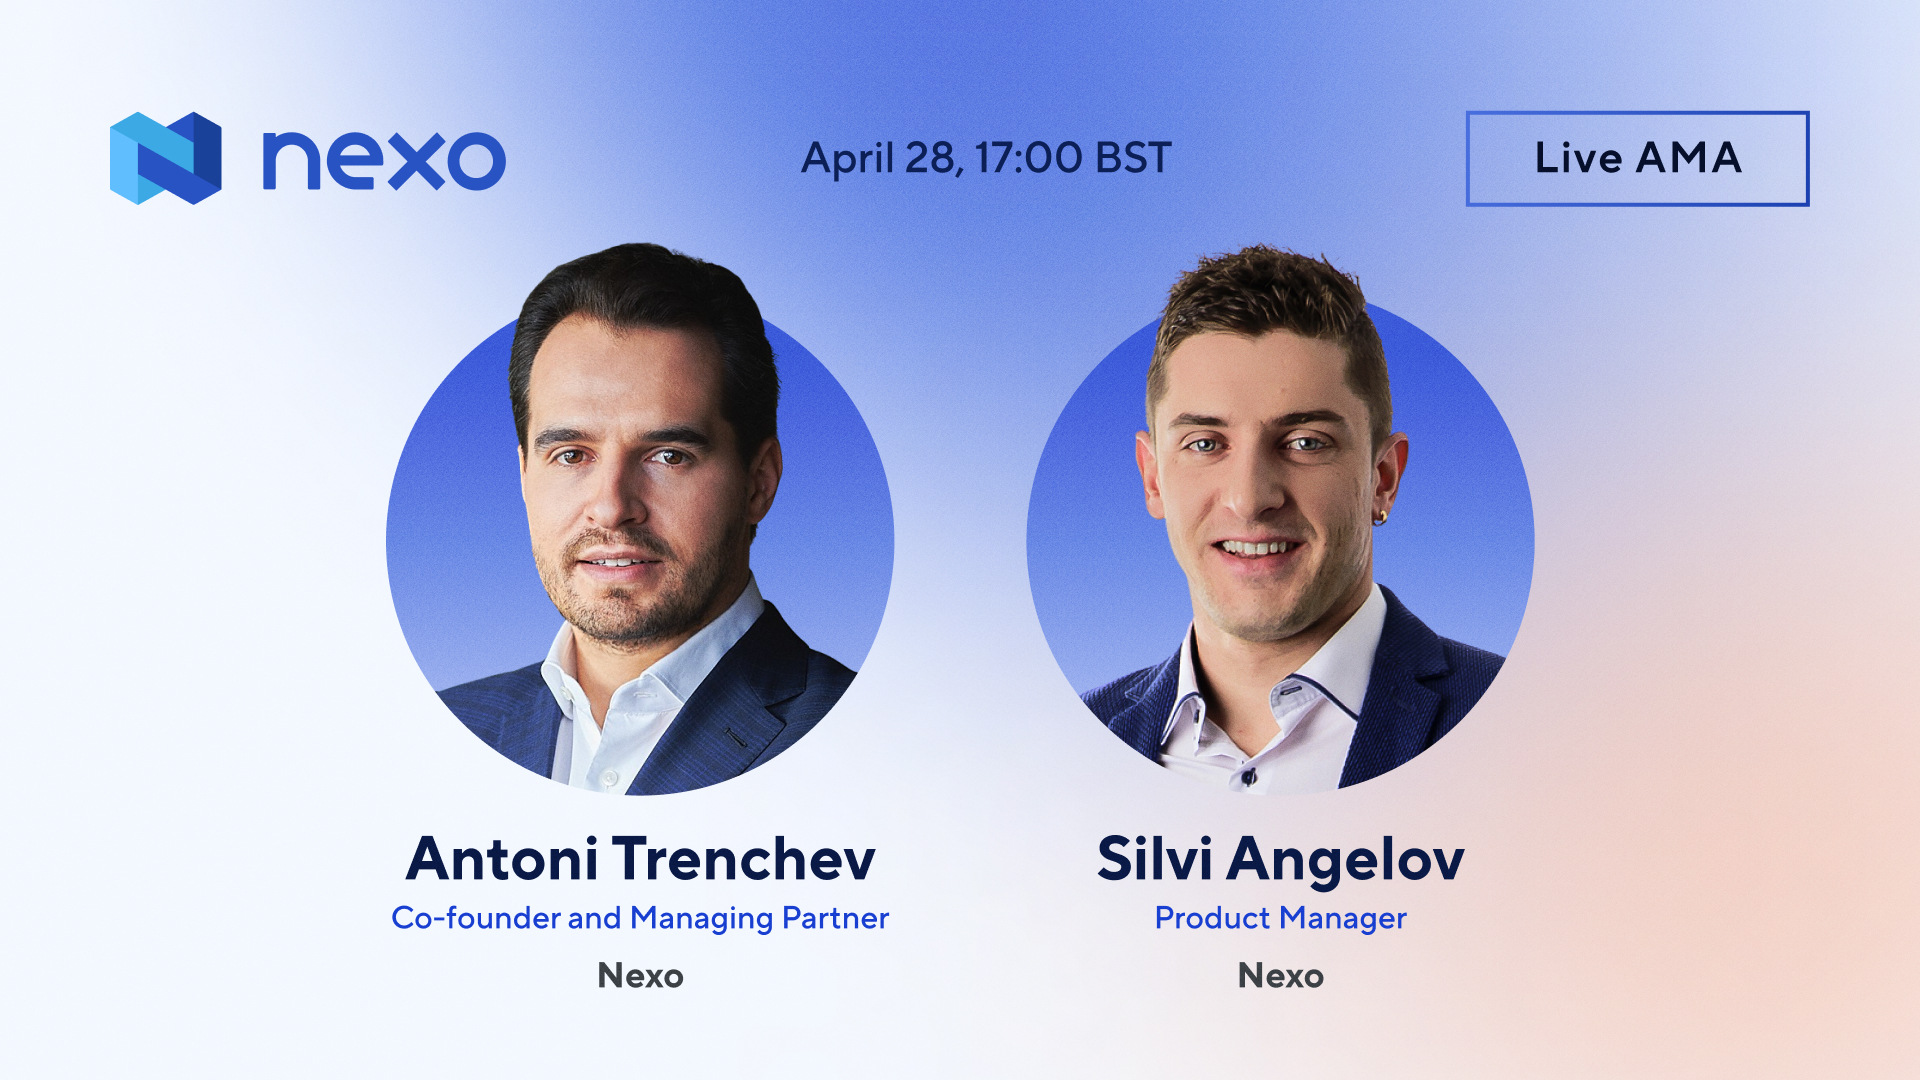 nexo
April 28, 17:00 BST
Live AMA
Antoni Trenchev
Co-founder and Managing Partner
Nexo
Silvi Angelov
Product Manager
Nexo